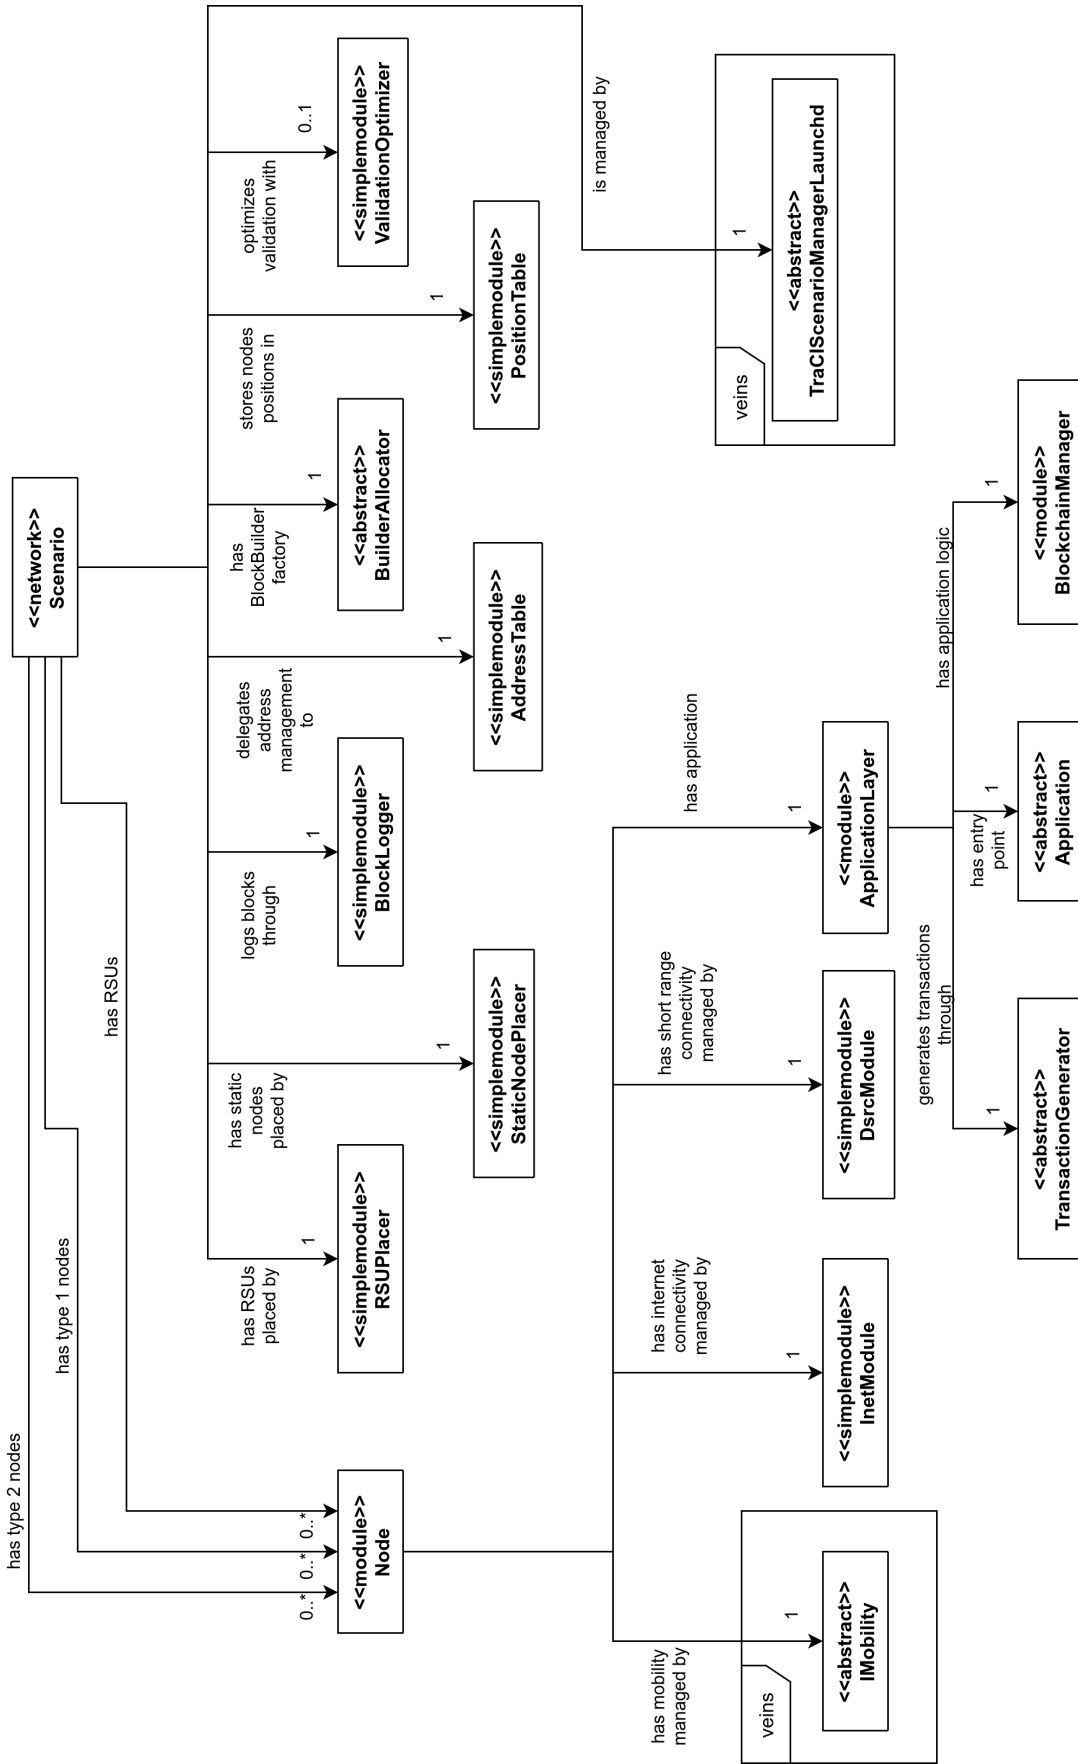 <<network>>
Scenario
has type 2 nodes
has type 1 nodes
has RSUs
0..*
0..*
0..*
<<module>>
Node
has RSUs
placed by
1
<<simplemodule>>
RSUPlacer
has static
nodes
placed by
1
<<simplemodule>>
StaticNodePlacer
logs blocks
through
1
<<simplemodule>>
BlockLogger
delegates
address
management
to
1
<<simplemodule>>
AddressTable
has
BlockBuilder
factory
1
<<abstract>>
BuilderAllocator
stores nodes
positions in
1
<<simplemodule>>
PositionTable
optimizes
validation with
0..1
<<simplemodule>>
ValidationOptimizer
is managed by
veins
1
<<abstract>>
TraCIScenarioManagerLaunchd
has mobility
managed by
veins
1
<<abstract>>
IMobility
has internet
connectivity
managed by
1
<<simplemodule>>
InetModule
has short range
connectivity
managed by
1
<<simplemodule>>
DsrcModule
has application
1
<<module>>
ApplicationLayer
generates transactions
through
1
<<abstract>>
TransactionGenerator
has entry
point
1
<<abstract>>
Application
has application logic
1
<<module>>
BlockchainManager